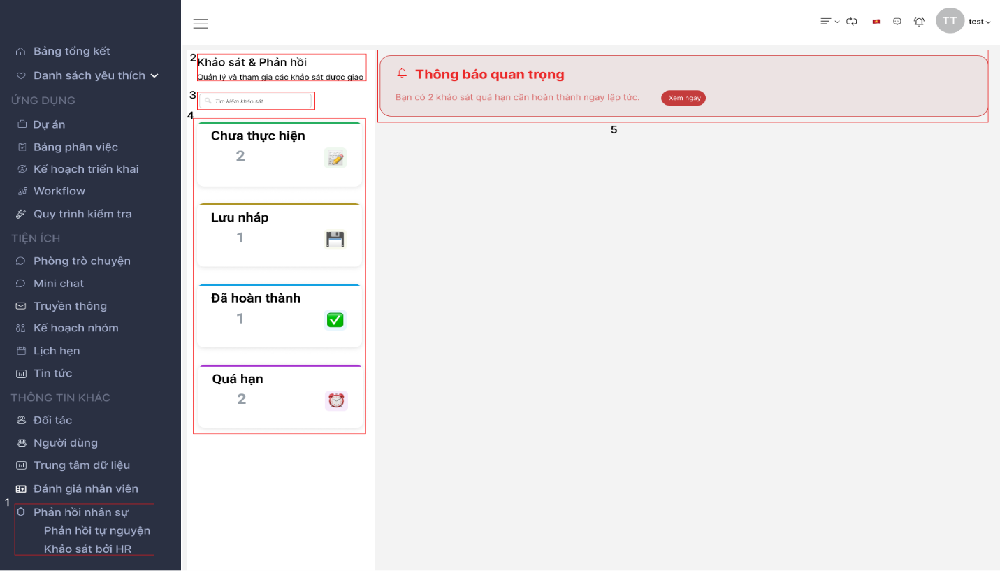 Bảng tổng kết
Danh sách yêu thích
ỨNG DỤNG
Dự án
Bảng phân việc
Kế hoạch triển khai
Workflow
Quy trình kiểm tra
TIỆN ÍCH
Phòng trò chuyện
Mini chat
Truyền thông
Kế hoạch nhóm
Lịch hẹn
Tin tức
THÔNG TIN KHÁC
Đối tác
Người dùng
Trung tâm dữ liệu
Đánh giá nhân viên
1
Phản hồi nhân sự
Phản hồi tự nguyện
Khảo sát bởi HR
TT
test
2
Khảo sát & Phản hồi
Quản lý và tham gia các khảo sát được giao
3
Tìm kiếm khảo sát
4
Chưa thực hiện
2
Lưu nháp
1
Đã hoàn thành
1
Quá hạn
2
Thông báo quan trọng
Bạn có 2 khảo sát quá hạn cần hoàn thành ngay lập tức.
Xem ngay
5